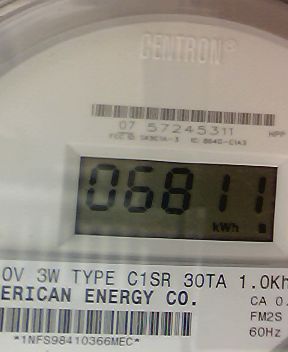 CENTRON®
07 57245311
HPP
06811
kWh
0V 3W TYPE C1SR 30TA 1.0Kh
ERICAN ENERGY CO.
CA 0.
FM2S
60Hz
*1NFS98410366MEC*